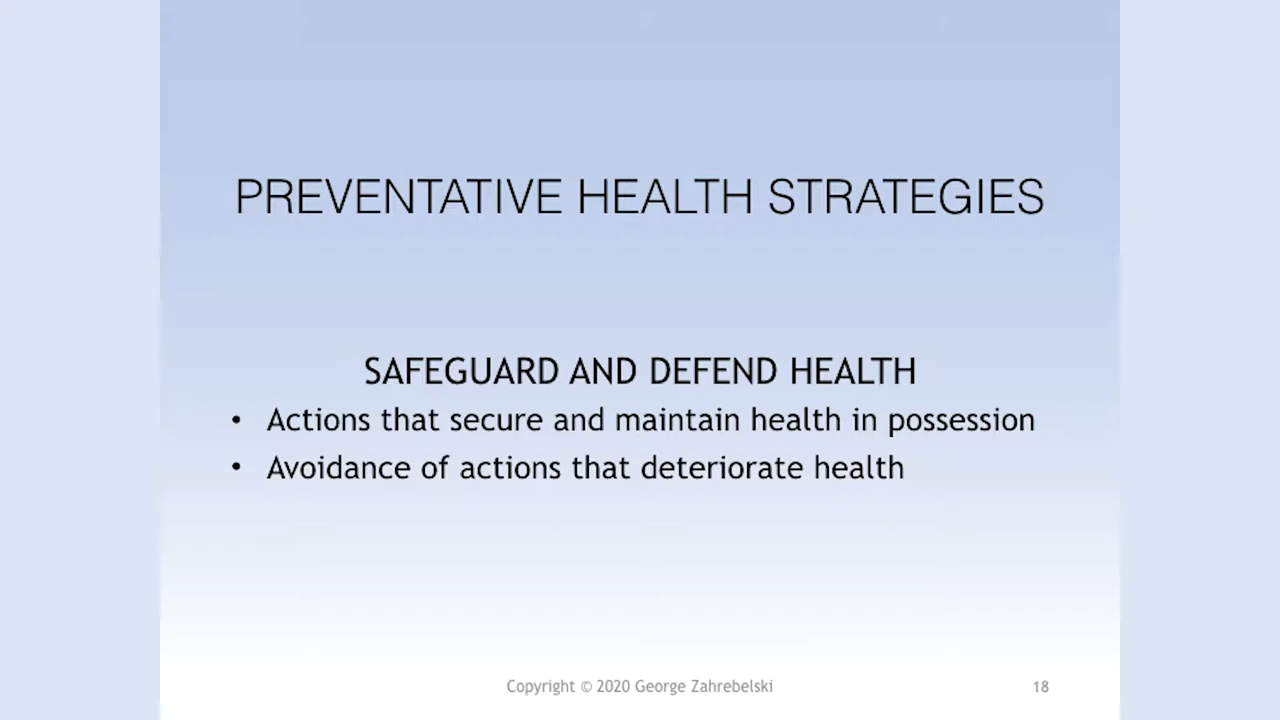 PREVENTATIVE HEALTH STRATEGIES
SAFEGUARD AND DEFEND HEALTH
• Actions that secure and maintain health in possession
• Avoidance of actions that deteriorate health
Copyright © 2020 George Zahrebelski
18